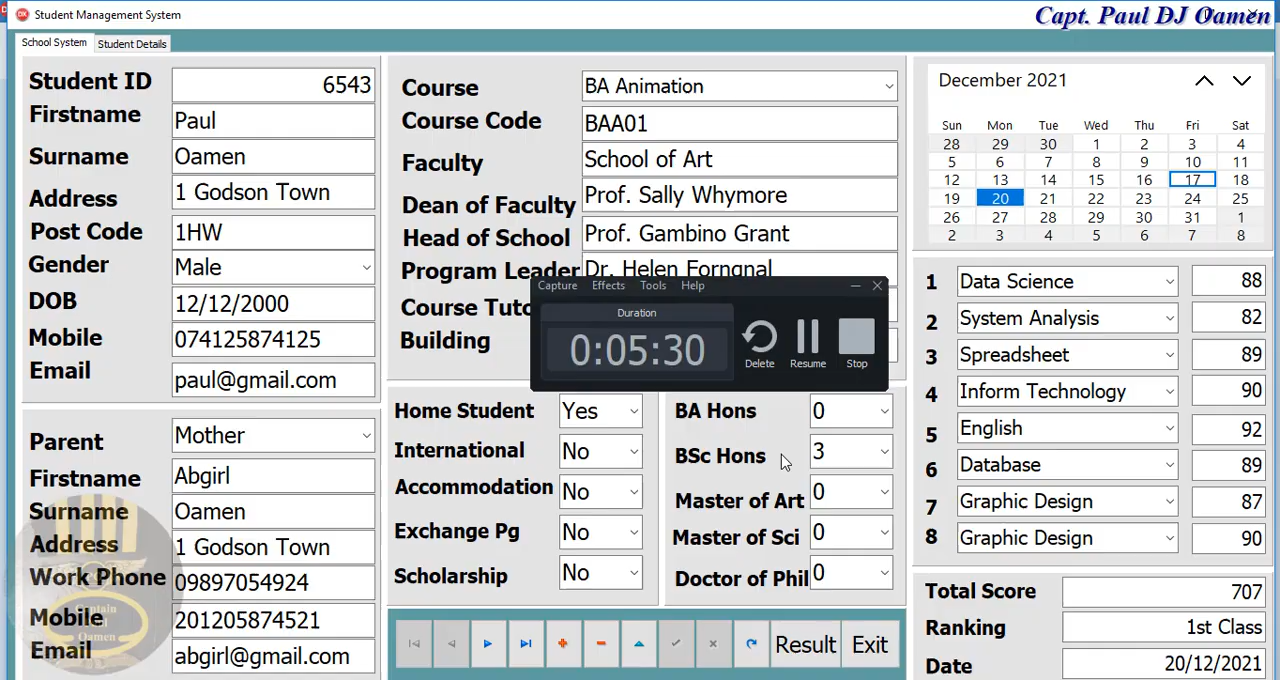 Student Management System
Capt. Paul DJ Oamen
School System
Student Details
Student ID 6543
Firstname Paul
Surname Oamen
Address 1 Godson Town
Post Code 1HW
Gender Male
DOB 12/12/2000
Mobile 074125874125
Email paul@gmail.com
Parent Mother
Firstname Abgirl
Surname Oamen
Address 1 Godson Town
Work Phone 09897054924
Mobile 201205874521
Email abgirl@gmail.com
Captain
Oamen
Course BA Animation
Course Code BAA01
Faculty School of Art
Dean of Faculty Prof. Sally Whymore
Head of School Prof. Gambino Grant
Program Leader Dr. Helen Forngnal
Course Tuto
Building
Capture Effects Tools Help
Duration
0:05:30
Delete Resume Stop
Home Student Yes
International No
Accommodation No
Exchange Pg No
Scholarship No
BA Hons 0
BSc Hons 3
Master of Art 0
Master of Sci 0
Doctor of Phil 0
Result Exit
December 2021
Sun Mon Tue Wed Thu Fri Sat
28 29 30 1 2 3 4
5 6 7 8 9 10 11
12 13 14 15 16 17 18
19 20 21 22 23 24 25
26 27 28 29 30 31 1
2 3 4 5 6 7 8
1 Data Science 88
2 System Analysis 82
3 Spreadsheet 89
4 Inform Technology 90
5 English 92
6 Database 89
7 Graphic Design 87
8 Graphic Design 90
Total Score 707
Ranking 1st Class
Date 20/12/2021